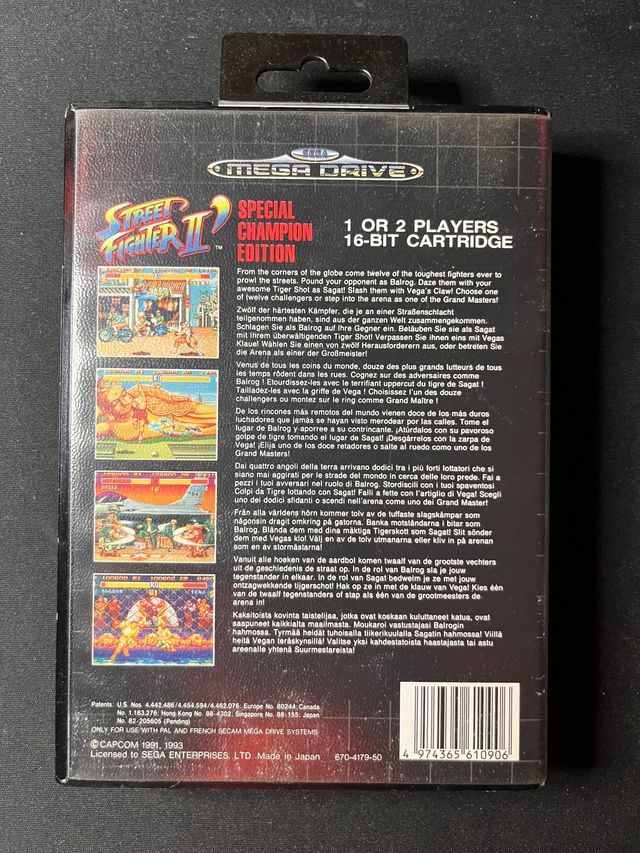 SEGA
MEGA DRIVE
STREET
FIGHTER II'
TM
SPECIAL
CHAMPION
EDITION
1 OR 2 PLAYERS
16-BIT CARTRIDGE
From the corners of the globe come twelve of the toughest fighters ever to
prowl the streets. Pound your opponent as Balrog. Daze them with your
awesome Tiger Shot as Sagat! Slash them with Vega's Claw! Choose one
of twelve challengers or step into the arena as one of the Grand Masters!
Zwölf der härtesten Kämpfer, die je an einer Straßenschlacht
teilgenommen haben, sind aus der ganzen Welt zusammengekommen.
Schlagen Sie als Balrog auf Ihre Gegner ein. Betäuben Sie sie als Sagat
mit Ihrem überwältigenden Tiger Shot! Verpassen Sie ihnen eins mit Vegas
Klaue! Wählen Sie einen von zwölf Herausforderern aus, oder betreten Sie
die Arena als einer der Großmeister!
Venus de tous les coins du monde, douze des plus grands lutteurs de tous
les temps rôdent dans les rues. Cognez sur des adversaires comme
Balrog ! Etourdissez-les avec le terrifiant uppercut du tigre de Sagat !
Tailladez-les avec la griffe de Vega ! Choisissez l'un des douze
challengers ou montez sur le ring comme Grand Maître !
De los rincones más remotos del mundo vienen doce de los más duros
luchadores que jamás se hayan visto merodear por las calles. Tome el
lugar de Balrog y aporree a su contrincante. ¡Atúrdalos con su pavoroso
golpe de tigre tomando el lugar de Sagat! ¡Desgárrelos con la zarpa de
Vega! ¡Elija uno de los doce retadores o salte al ruedo como uno de los
Grand Masters!
Dai quattro angoli della terra arrivano dodici tra i più forti lottatori che si
siano mai aggirati per le strade del mondo in cerca delle loro prede. Fai a
pezzi i tuoi avversari nel ruolo di Balrog. Stordiscili con i tuoi spaventosi
Colpi da Tigre lottando con Sagat! Falli a fette con l'artiglio di Vega! Scegli
uno dei dodici sfidanti o scendi nell'arena come uno dei Grand Masters!
Från alla världens hörn kommer tolv av de tuffaste slagskämpar som
någonsin dragit omkring på gatorna. Banka motståndarna i bitar som
Balrog. Blända dem med dina mäktiga Tigerskott som Sagat! Slit sönder
dem med Vegas klo! Välj en av de tolv utmanarna eller kliv in på arenan
som en av stormästarna!
Vanuit alle hoeken van de aardbol komen twaalf van de grootste vechters
uit de geschiedenis de straat op. In de rol van Balrog sla je jouw
tegenstander in elkaar. In de rol van Sagat bedwelm je ze met jouw
ontzagwekkende tijgerschot! Hak op ze in met de klauw van Vega! Kies één
van de twaalf tegenstanders of stap als één van de grootmeesters de
arena in!
Kaksitoista kovinta taistelijaa, jotka ovat koskaan kuluttaneet katua, ovat
saapuneet kaikkialta maailmasta. Moukaroi vastustajasi Balrogin
hahmossa. Tyrmää heidät tuhoisalla tiikerikuulalla Sagatin hahmossa! Viillä
heitä Vegan teräskynsillä! Valitse yksi kahdestatoista haastajasta tai astu
areenalle yhtenä Suurmestareista!
Patents: U.S. Nos. 4,442,486/4,454,594/4,462,076; Europe No. 80244; Canada
No. 1,183,276; Hong Kong No. 88-4302; Singapore No. 88-155; Japan
No. 82-205605 (Pending)
ONLY FOR USE WITH PAL AND FRENCH SECAM MEGA DRIVE SYSTEMS
©CAPCOM 1991, 1993
Licensed to SEGA ENTERPRISES, LTD. Made in Japan 670-4179-50
4 974365 610906